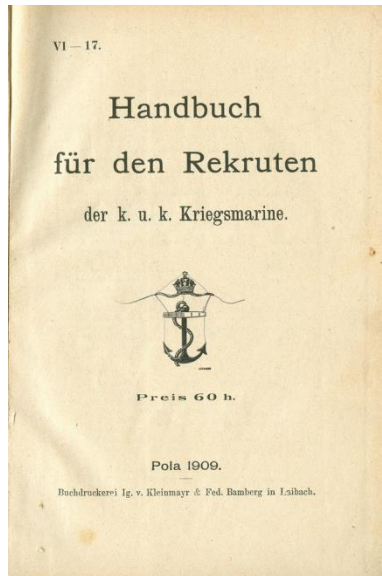 VI — 17.
Handbuch
für den Rekruten
der k. u. k. Kriegsmarine.
Preis 60 h.
Pola 1909.
Buchdruckerei Ig. v. Kleinmayr & Fed. Bamberg in Laibach.